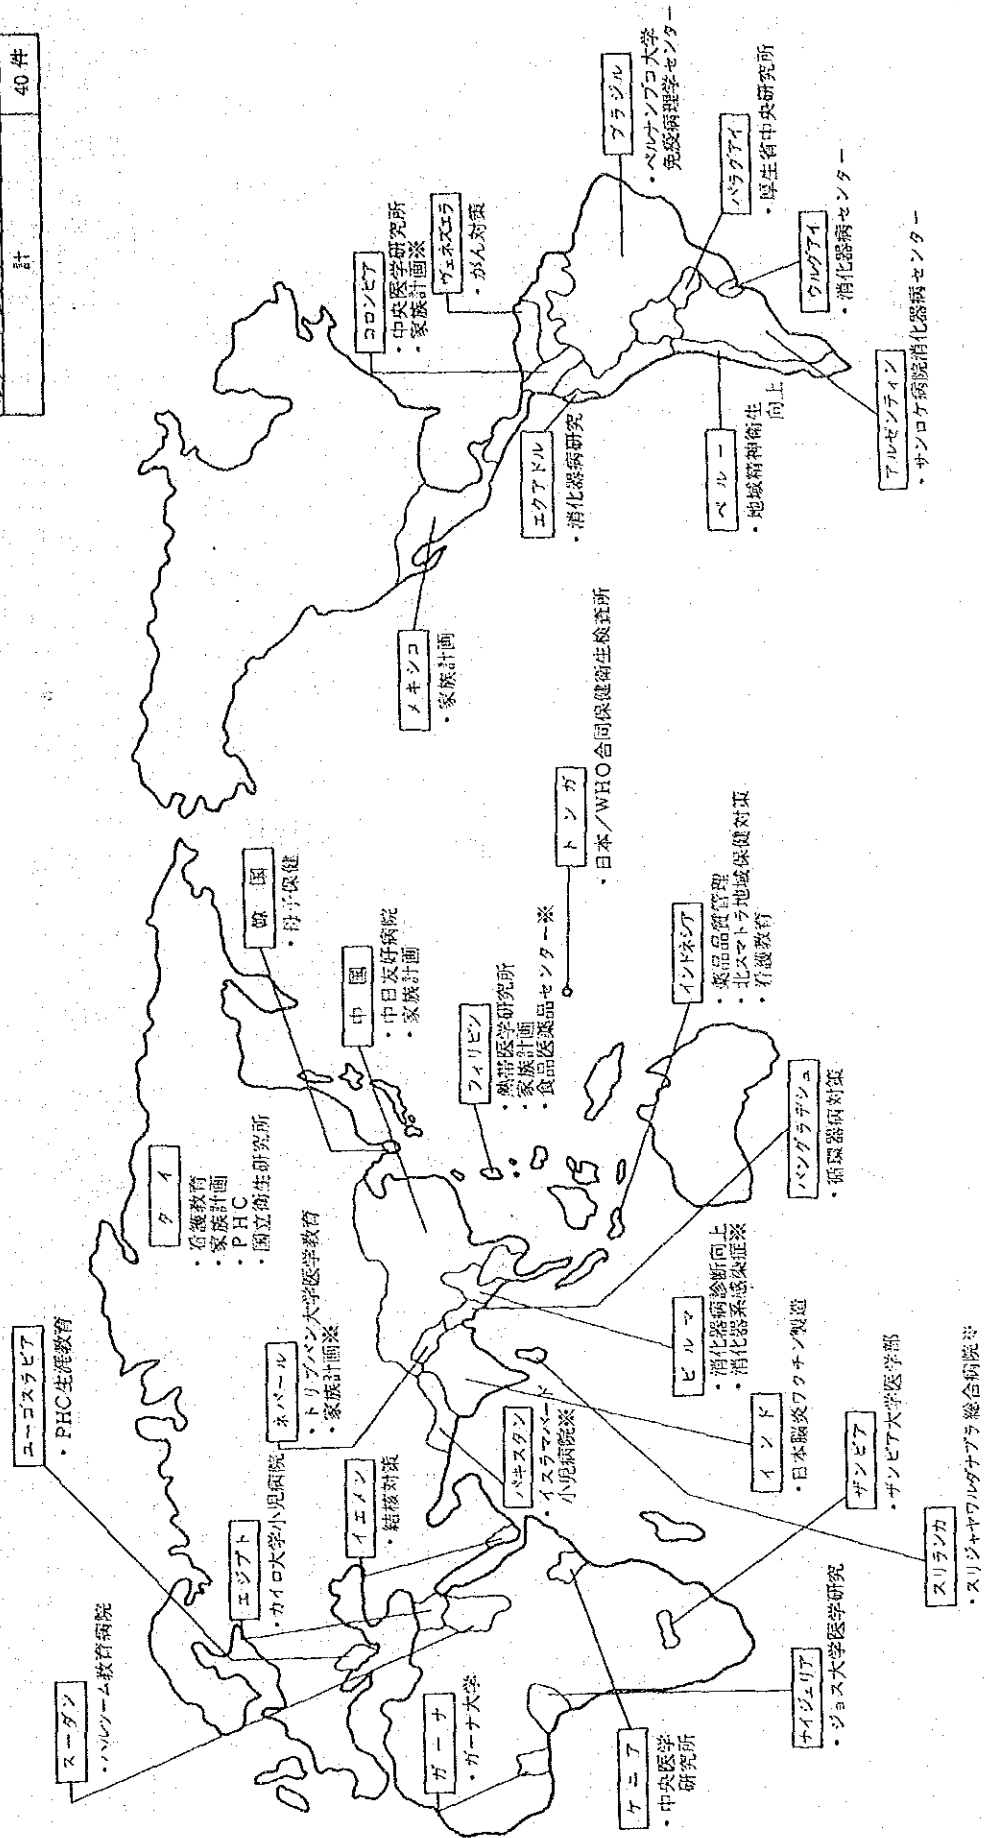 計
40件
ユーゴスラビア
・PHC生涯教育
スーダン
・ハルツーム教育病院
エジプト
・カイロ大学小児病院
イエメン
・結核対策
ガーナ
・ガーナ大学
ケニア
・中央医学
研究所
ナイジェリア
・ジョス大学医学研究
ザンビア
・ザンビア大学医学部
タイ
・看護教育
・家族計画
・PHC
・国立衛生研究所
ネパール
・トリブバン大学医学教育
・家族計画※
パキスタン
・イスラマバード
小児病院※
インド
・日本脳炎ワクチン製造
スリランカ
・スリジャヤワルダナプラ総合病院※
ビルマ
・消化器病診断向上
・消化器系感染症※
バングラデシュ
・循環器病対策
韓国
・母子保健
中国
・中日友好病院
・家族計画
フィリピン
・熱帯医学研究所
・家族計画
・食品医薬品センター※
インドネシア
・薬品品質管理
・北スマトラ地域保健対策
・看護教育
トンガ
・日本/WHO合同保健衛生検査所
メキシコ
・家族計画
コロンビア
・中央医学研究所
・家族計画※
ヴェネズエラ
・がん対策
エクアドル
・消化器病研究
ペルー
・地域精神衛生
向上
ブラジル
・ペルナンブコ大学
免疫病理学センター
パラグアイ
・厚生省中央研究所
ウルグアイ
・消化器病センター
アルゼンティン
・サンロケ病院消化器病センター